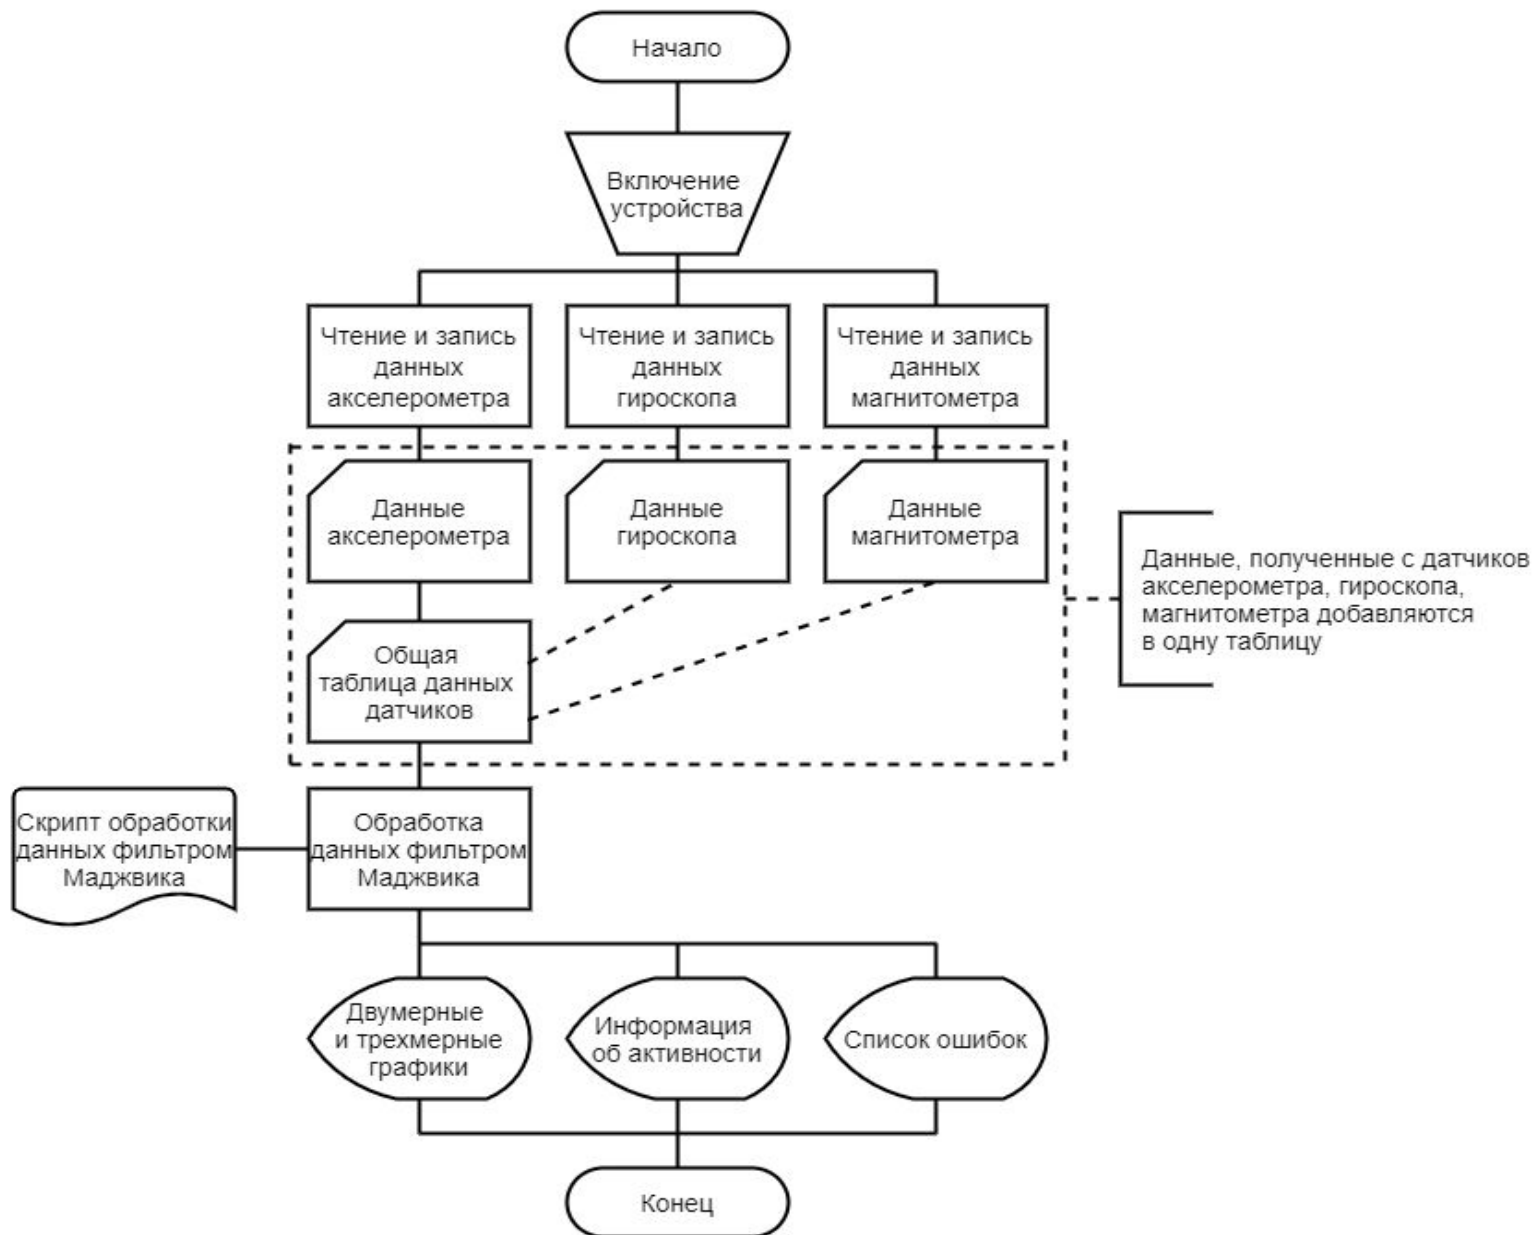 Начало
Включение
устройства
Чтение и запись
данных
акселерометра
Чтение и запись
данных
гироскопа
Чтение и запись
данных
магнитометра
Данные
акселерометра
Данные
гироскопа
Данные
магнитометра
Данные, полученные с датчиков
акселерометра, гироскопа,
магнитометра добавляются
в одну таблицу
Общая
таблица данных
датчиков
Скрипт обработки
данных фильтром
Маджвика
Обработка
данных фильтром
Маджвика
Двумерные
и трехмерные
графики
Информация
об активности
Список ошибок
Конец